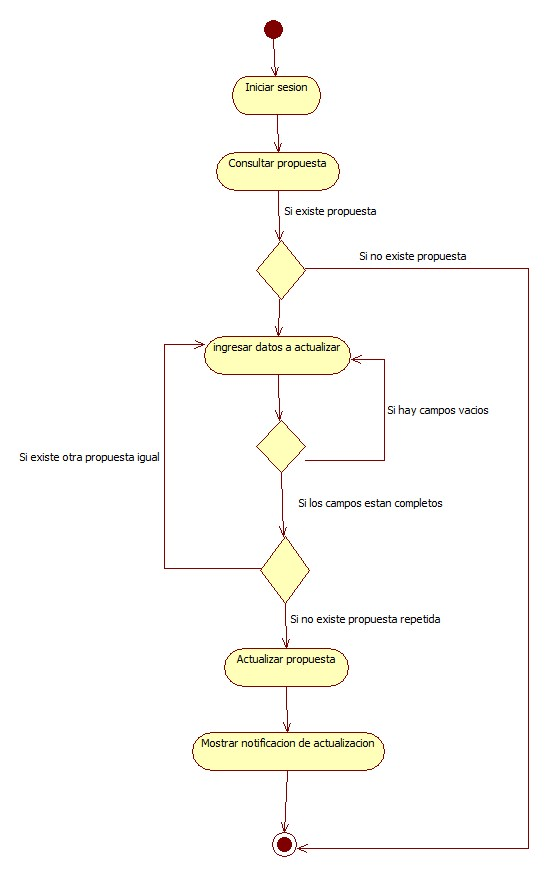 Iniciar sesion
Consultar propuesta
Si existe propuesta
Si no existe propuesta
ingresar datos a actualizar
Si hay campos vacios
Si existe otra propuesta igual
Si los campos estan completos
Si no existe propuesta repetida
Actualizar propuesta
Mostrar notificacion de actualizacion